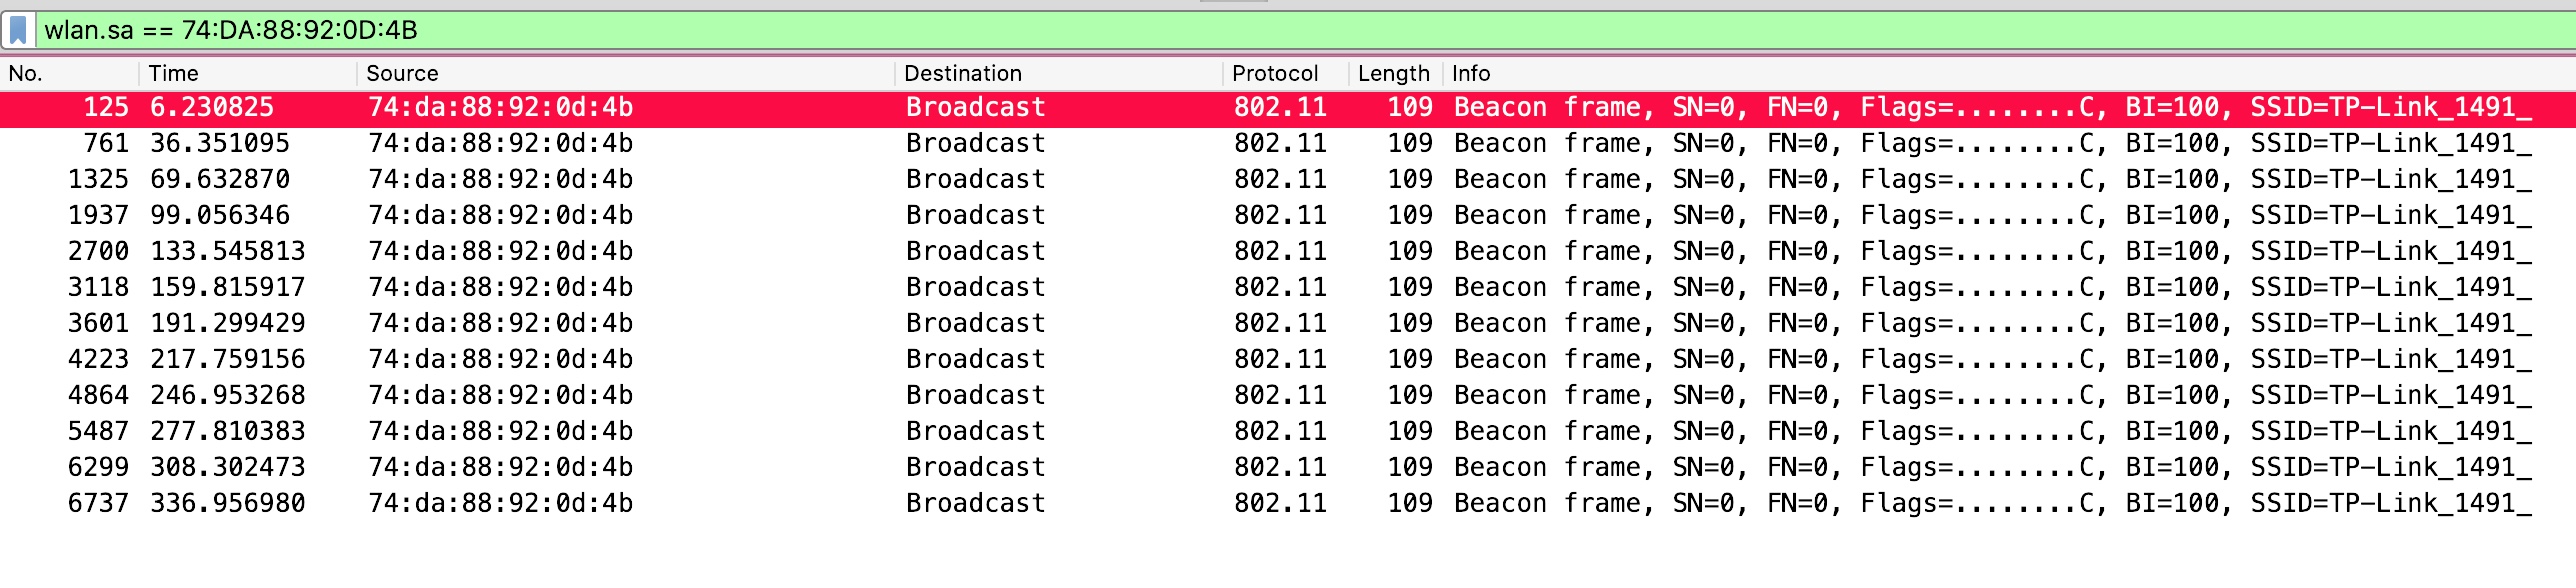 wlan.sa == 74:DA:88:92:0D:4B
No. Time Source Destination Protocol Length Info
125 6.230825 74:da:88:92:0d:4b Broadcast 802.11 109 Beacon frame, SN=0, FN=0, Flags=........C, BI=100, SSID=TP-Link_1491_
761 36.351095 74:da:88:92:0d:4b Broadcast 802.11 109 Beacon frame, SN=0, FN=0, Flags=........C, BI=100, SSID=TP-Link_1491_
1325 69.632870 74:da:88:92:0d:4b Broadcast 802.11 109 Beacon frame, SN=0, FN=0, Flags=........C, BI=100, SSID=TP-Link_1491_
1937 99.056346 74:da:88:92:0d:4b Broadcast 802.11 109 Beacon frame, SN=0, FN=0, Flags=........C, BI=100, SSID=TP-Link_1491_
2700 133.545813 74:da:88:92:0d:4b Broadcast 802.11 109 Beacon frame, SN=0, FN=0, Flags=........C, BI=100, SSID=TP-Link_1491_
3118 159.815917 74:da:88:92:0d:4b Broadcast 802.11 109 Beacon frame, SN=0, FN=0, Flags=........C, BI=100, SSID=TP-Link_1491_
3601 191.299429 74:da:88:92:0d:4b Broadcast 802.11 109 Beacon frame, SN=0, FN=0, Flags=........C, BI=100, SSID=TP-Link_1491_
4223 217.759156 74:da:88:92:0d:4b Broadcast 802.11 109 Beacon frame, SN=0, FN=0, Flags=........C, BI=100, SSID=TP-Link_1491_
4864 246.953268 74:da:88:92:0d:4b Broadcast 802.11 109 Beacon frame, SN=0, FN=0, Flags=........C, BI=100, SSID=TP-Link_1491_
5487 277.810383 74:da:88:92:0d:4b Broadcast 802.11 109 Beacon frame, SN=0, FN=0, Flags=........C, BI=100, SSID=TP-Link_1491_
6299 308.302473 74:da:88:92:0d:4b Broadcast 802.11 109 Beacon frame, SN=0, FN=0, Flags=........C, BI=100, SSID=TP-Link_1491_
6737 336.956980 74:da:88:92:0d:4b Broadcast 802.11 109 Beacon frame, SN=0, FN=0, Flags=........C, BI=100, SSID=TP-Link_1491_